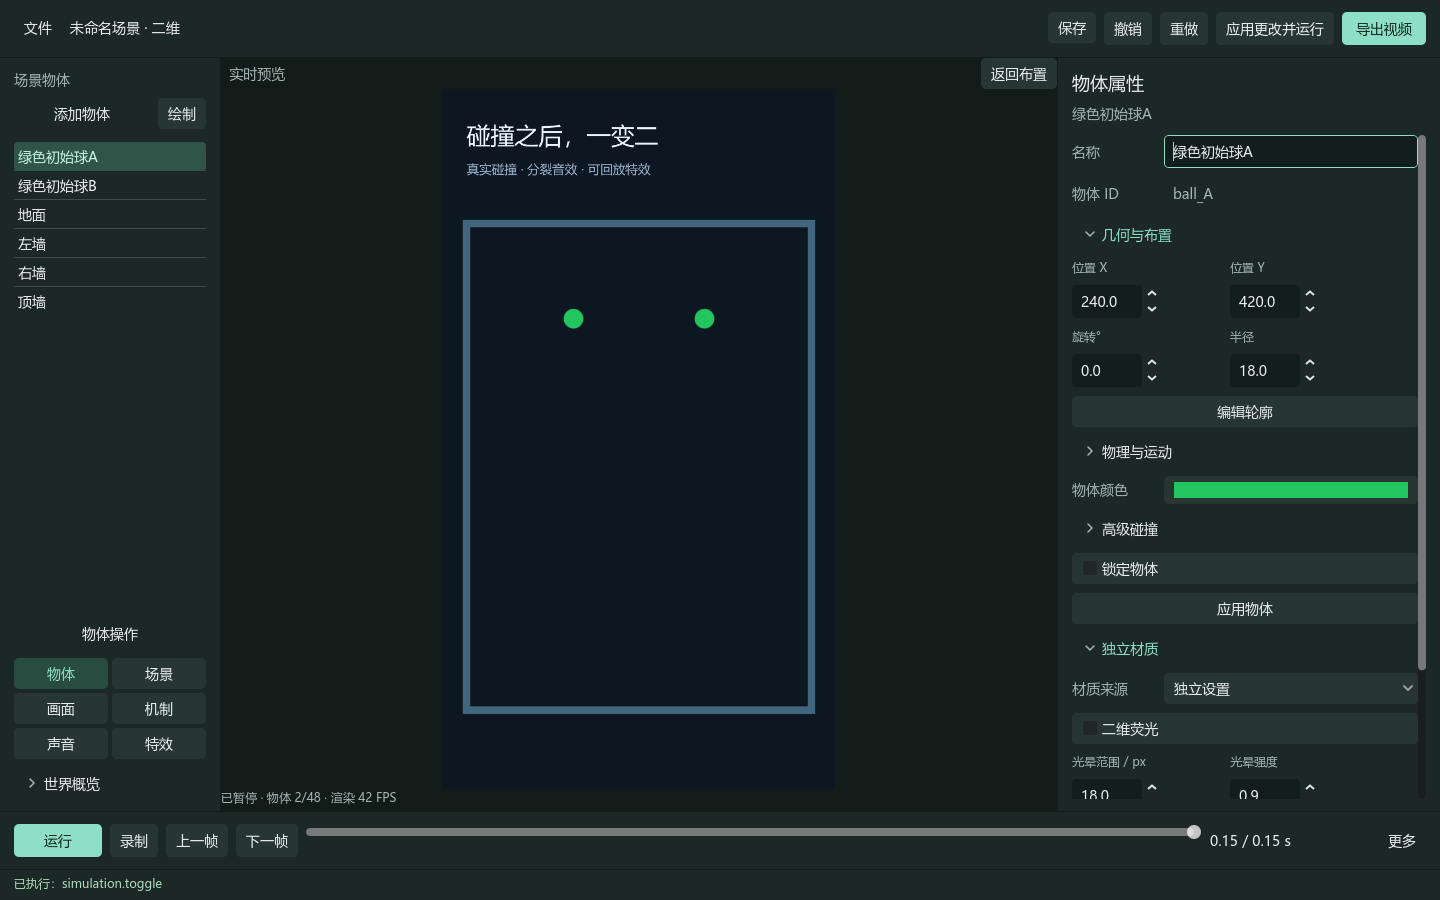 文件 未命名场景 · 二维 保存 撤销 重做 应用更改并运行 导出视频
场景物体
添加物体 绘制
绿色初始球A
绿色初始球B
地面
左墙
右墙
顶墙
物体操作
物体 场景
画面 机制
声音 特效
世界概览
实时预览 返回布置
碰撞之后，一变二
真实碰撞 · 分裂音效 · 可回放特效
已暂停 · 物体 2/48 · 渲染 42 FPS
物体属性
绿色初始球A
名称 绿色初始球A
物体 ID ball_A
几何与布置
位置 X 位置 Y
240.0 420.0
旋转° 半径
0.0 18.0
编辑轮廓
物理与运动
物体颜色
高级碰撞
锁定物体
应用物体
独立材质
材质来源 独立设置
二维荧光
光晕范围 / px 光晕强度
18.0 0.9
运行 录制 上一帧 下一帧 0.15 / 0.15 s 更多
已执行：simulation.toggle